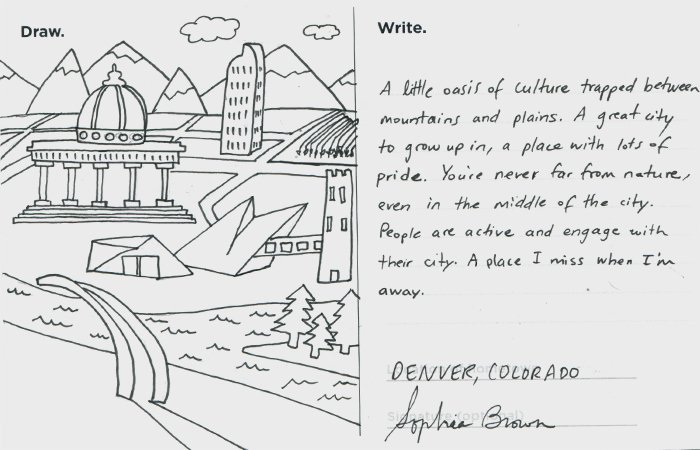 Draw.
Write.
A little oasis of culture trapped between
mountains and plains. A great city
to grow up in, a place with lots of
pride. You're never far from nature,
even in the middle of the city.
People are active and engage with
their city. A place I miss when I'm
away.
DENVER, COLORADO
Signature (optional)
Sophea Brown